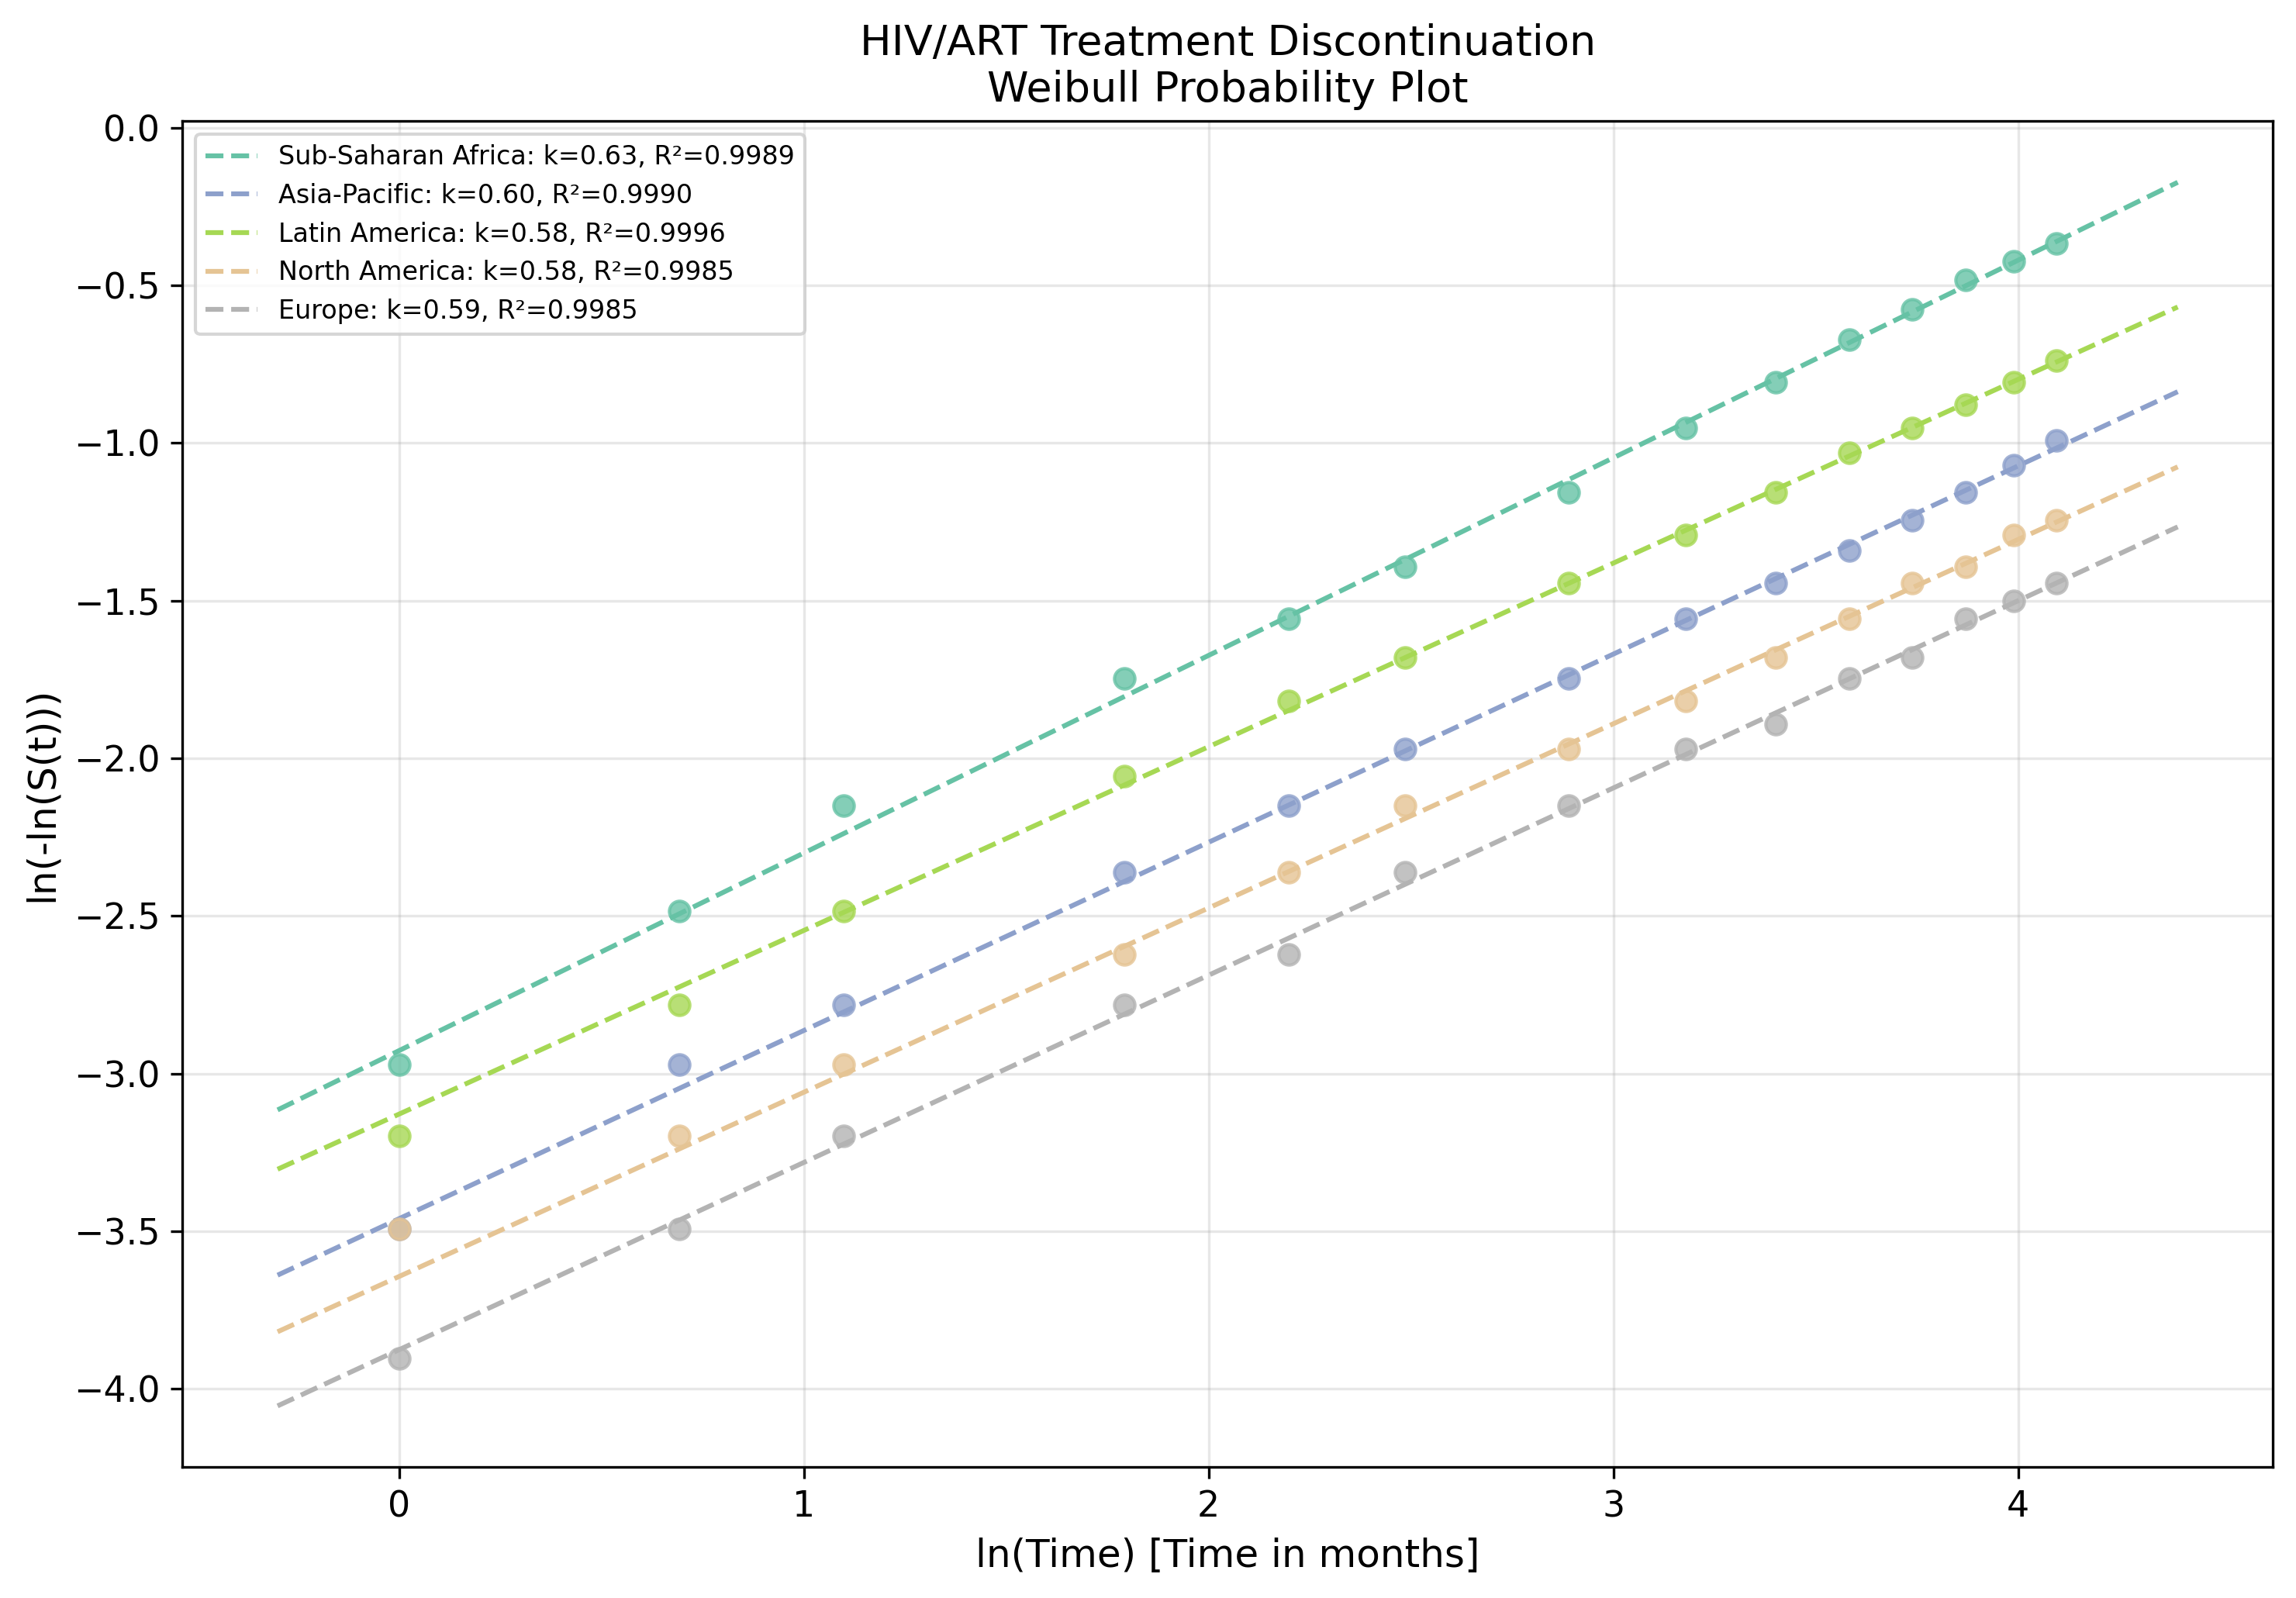 HIV/ART Treatment Discontinuation
Weibull Probability Plot
0.0
−0.5
−1.0
−1.5
−2.0
−2.5
−3.0
−3.5
−4.0
ln(-ln(S(t)))
Sub-Saharan Africa: k=0.63, R²=0.9989
Asia-Pacific: k=0.60, R²=0.9990
Latin America: k=0.58, R²=0.9996
North America: k=0.58, R²=0.9985
Europe: k=0.59, R²=0.9985
0 1 2 3 4
ln(Time) [Time in months]